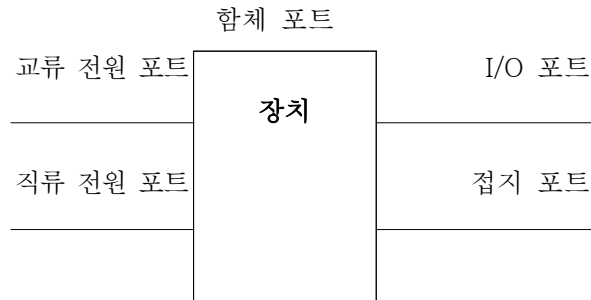 함체 포트
교류 전원 포트
I/O 포트
장치
직류 전원 포트
접지 포트